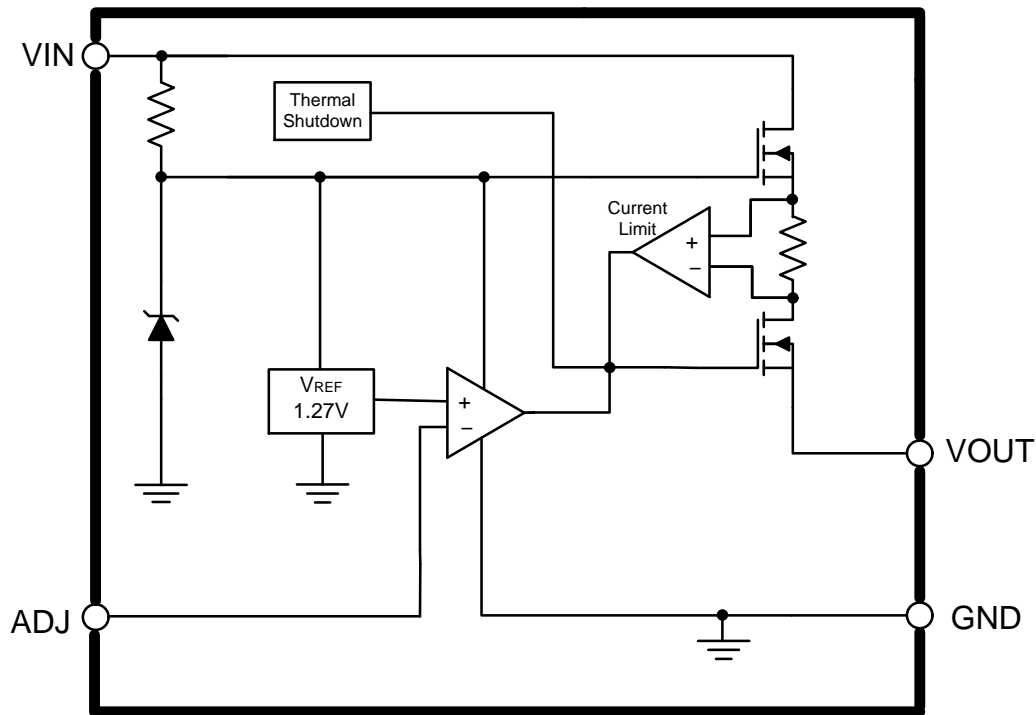 VIN
Thermal
Shutdown
Current
Limit
+
−
VREF
1.27V
+
−
VOUT
ADJ
GND